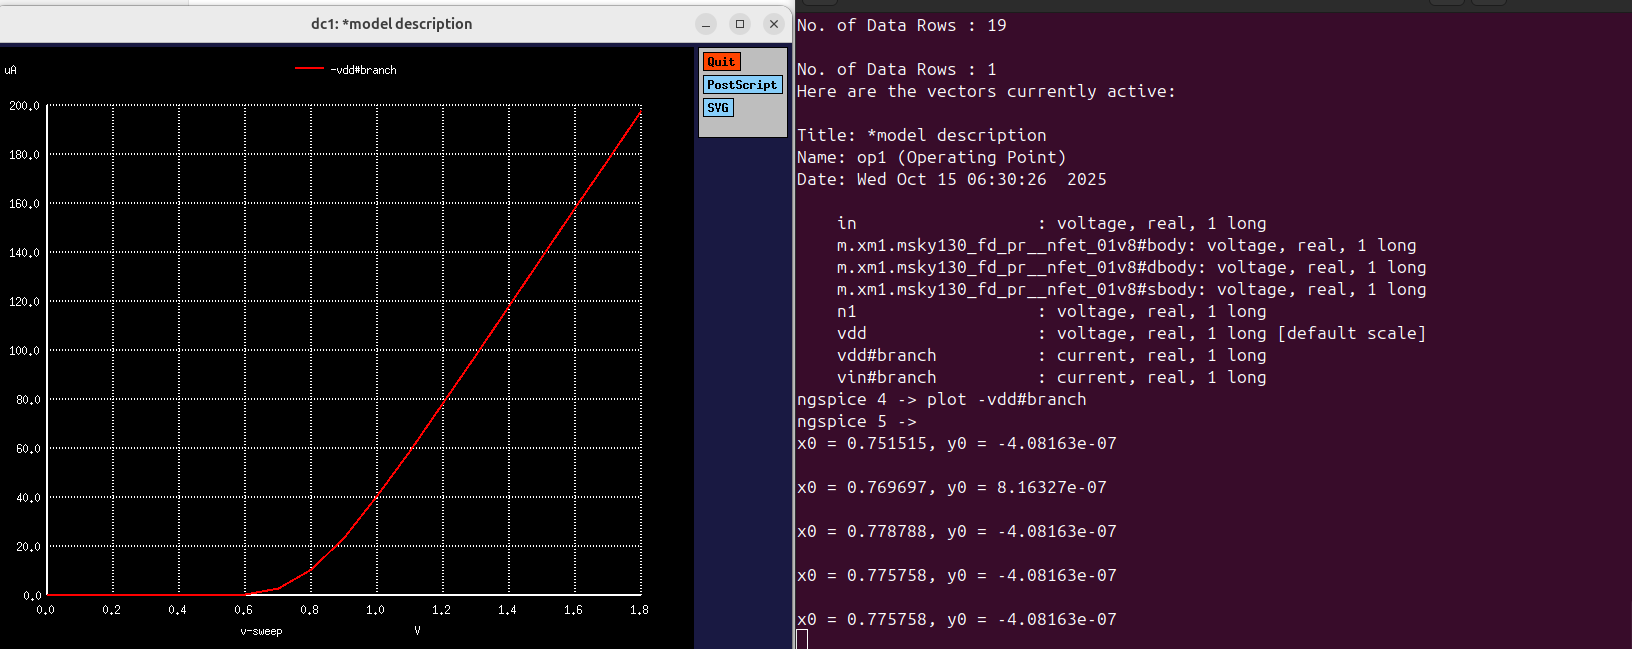 dc1: *model description
Quit
PostScript
SVG
uA
-vdd#branch
200.0
180.0
160.0
140.0
120.0
100.0
80.0
60.0
40.0
20.0
0.0
0.0 0.2 0.4 0.6 0.8 1.0 1.2 1.4 1.6 1.8
v-sweep V
No. of Data Rows : 19
No. of Data Rows : 1
Here are the vectors currently active:
Title: *model description
Name: op1 (Operating Point)
Date: Wed Oct 15 06:30:26  2025
in : voltage, real, 1 long
m.xm1.msky130_fd_pr__nfet_01v8#body: voltage, real, 1 long
m.xm1.msky130_fd_pr__nfet_01v8#dbody: voltage, real, 1 long
m.xm1.msky130_fd_pr__nfet_01v8#sbody: voltage, real, 1 long
n1 : voltage, real, 1 long
vdd : voltage, real, 1 long [default scale]
vdd#branch : current, real, 1 long
vin#branch : current, real, 1 long
ngspice 4 -> plot -vdd#branch
ngspice 5 ->
x0 = 0.751515, y0 = -4.08163e-07
x0 = 0.769697, y0 = 8.16327e-07
x0 = 0.778788, y0 = -4.08163e-07
x0 = 0.775758, y0 = -4.08163e-07
x0 = 0.775758, y0 = -4.08163e-07